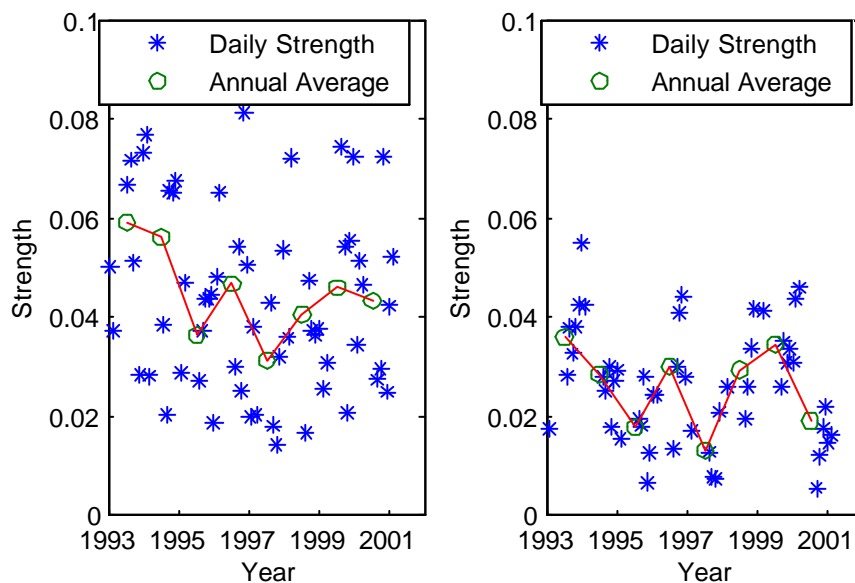 0.1
0.08
0.06
0.04
0.02
0
Strength
Daily Strength
Annual Average
1993 1995 1997 1999 2001
Year
0.1
0.08
0.06
0.04
0.02
0
Strength
Daily Strength
Annual Average
1993 1995 1997 1999 2001
Year